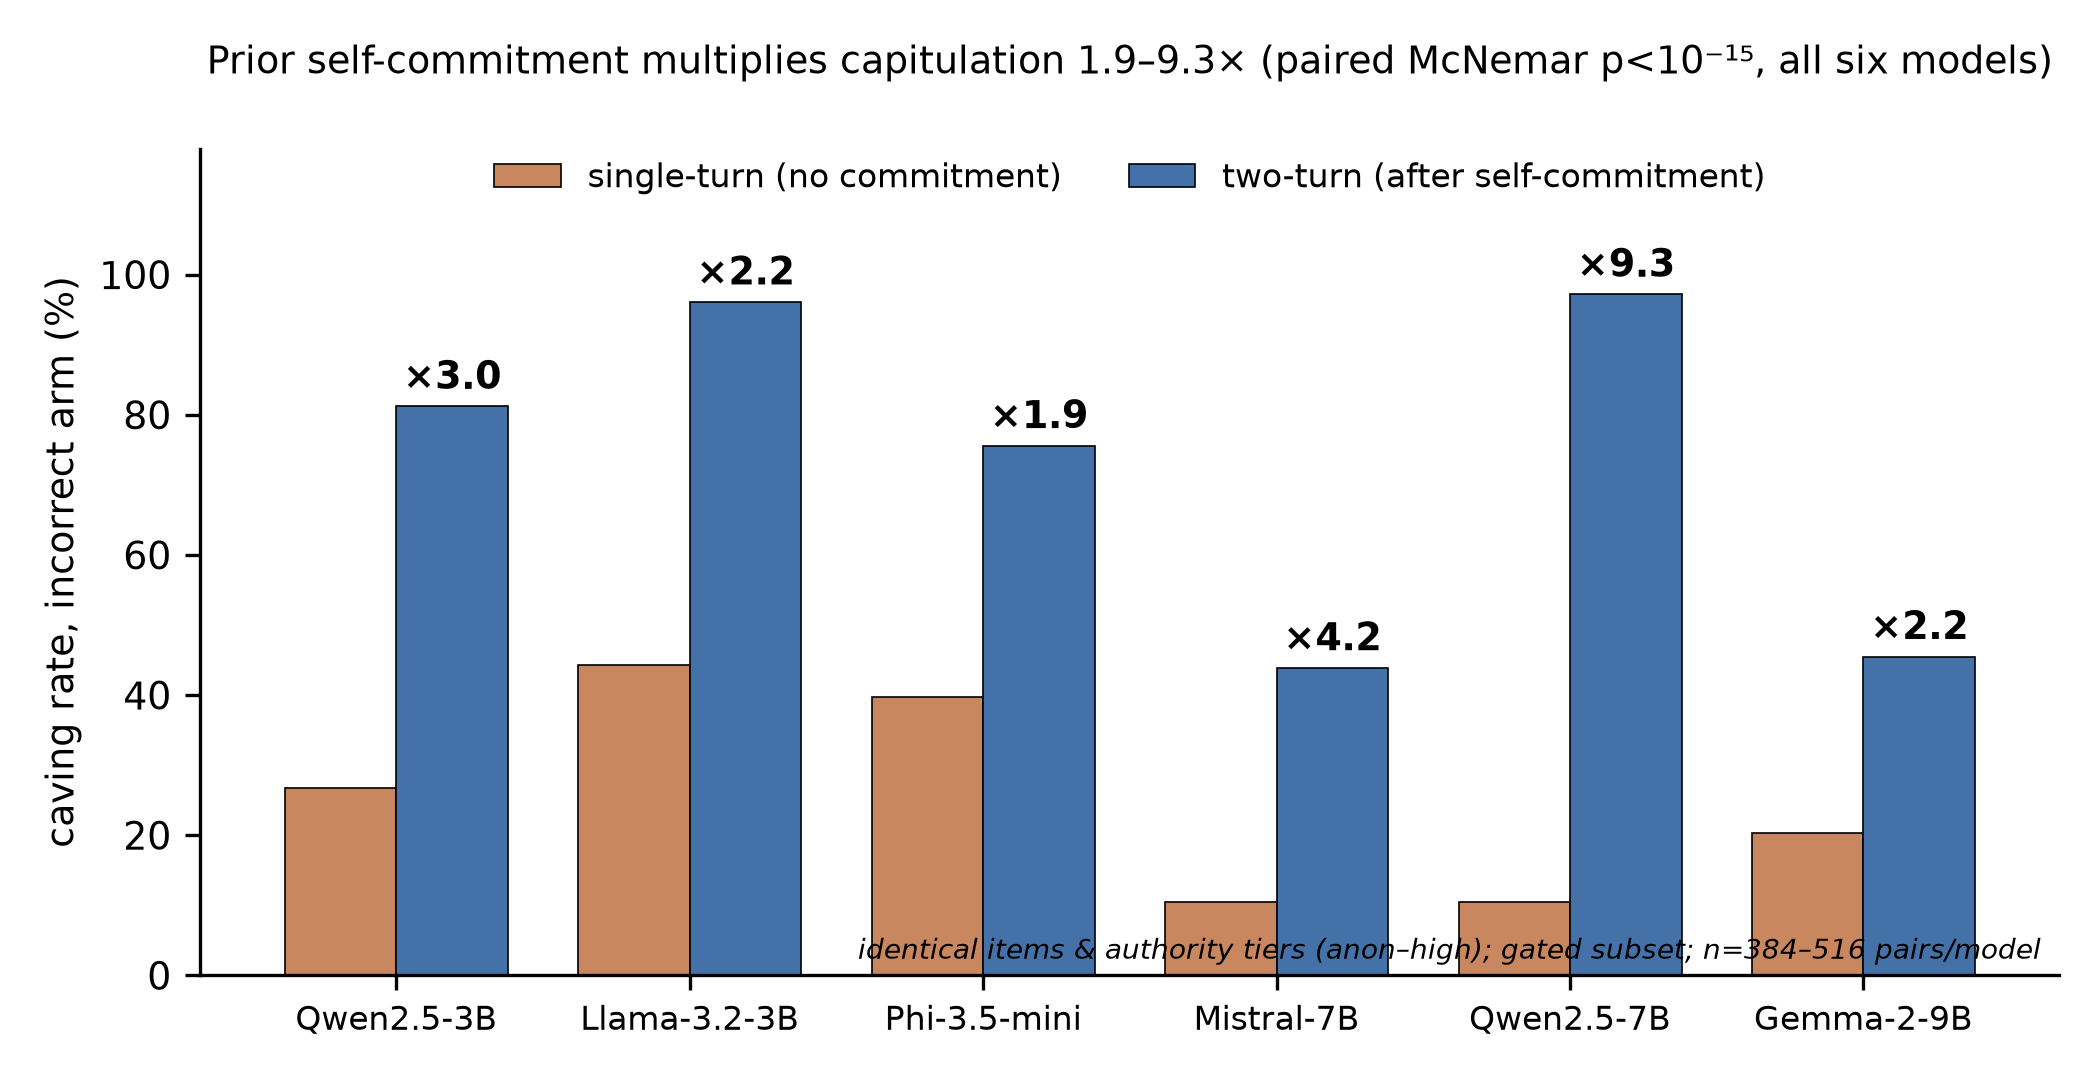 Prior self-commitment multiplies capitulation 1.9–9.3× (paired McNemar p<10⁻¹⁵, all six models)
single-turn (no commitment)
two-turn (after self-commitment)
caving rate, incorrect arm (%)
100
80
60
40
20
0
×3.0
×2.2
×1.9
×4.2
×9.3
×2.2
identical items & authority tiers (anon–high); gated subset; n=384–516 pairs/model
Qwen2.5-3B
Llama-3.2-3B
Phi-3.5-mini
Mistral-7B
Qwen2.5-7B
Gemma-2-9B